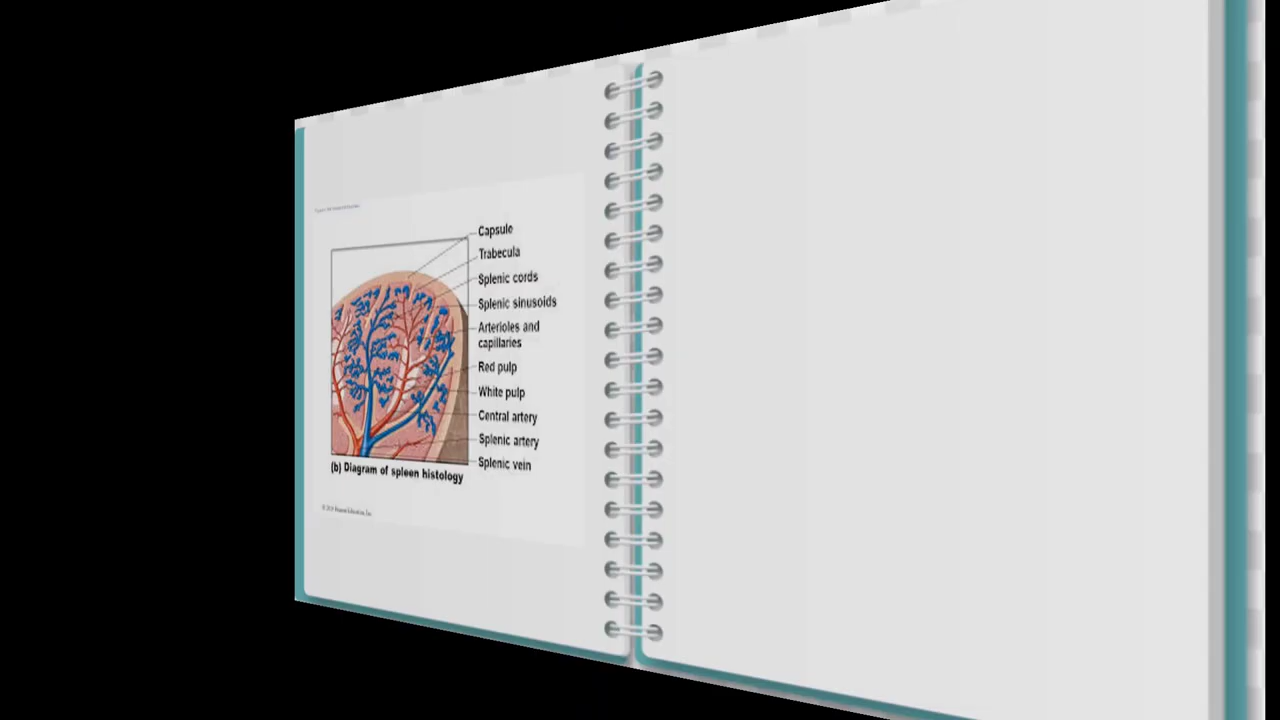 Capsule
Trabecula
Splenic cords
Splenic sinusoids
Arterioles and
capillaries
Red pulp
White pulp
Central artery
Splenic artery
Splenic vein
(b) Diagram of spleen histology